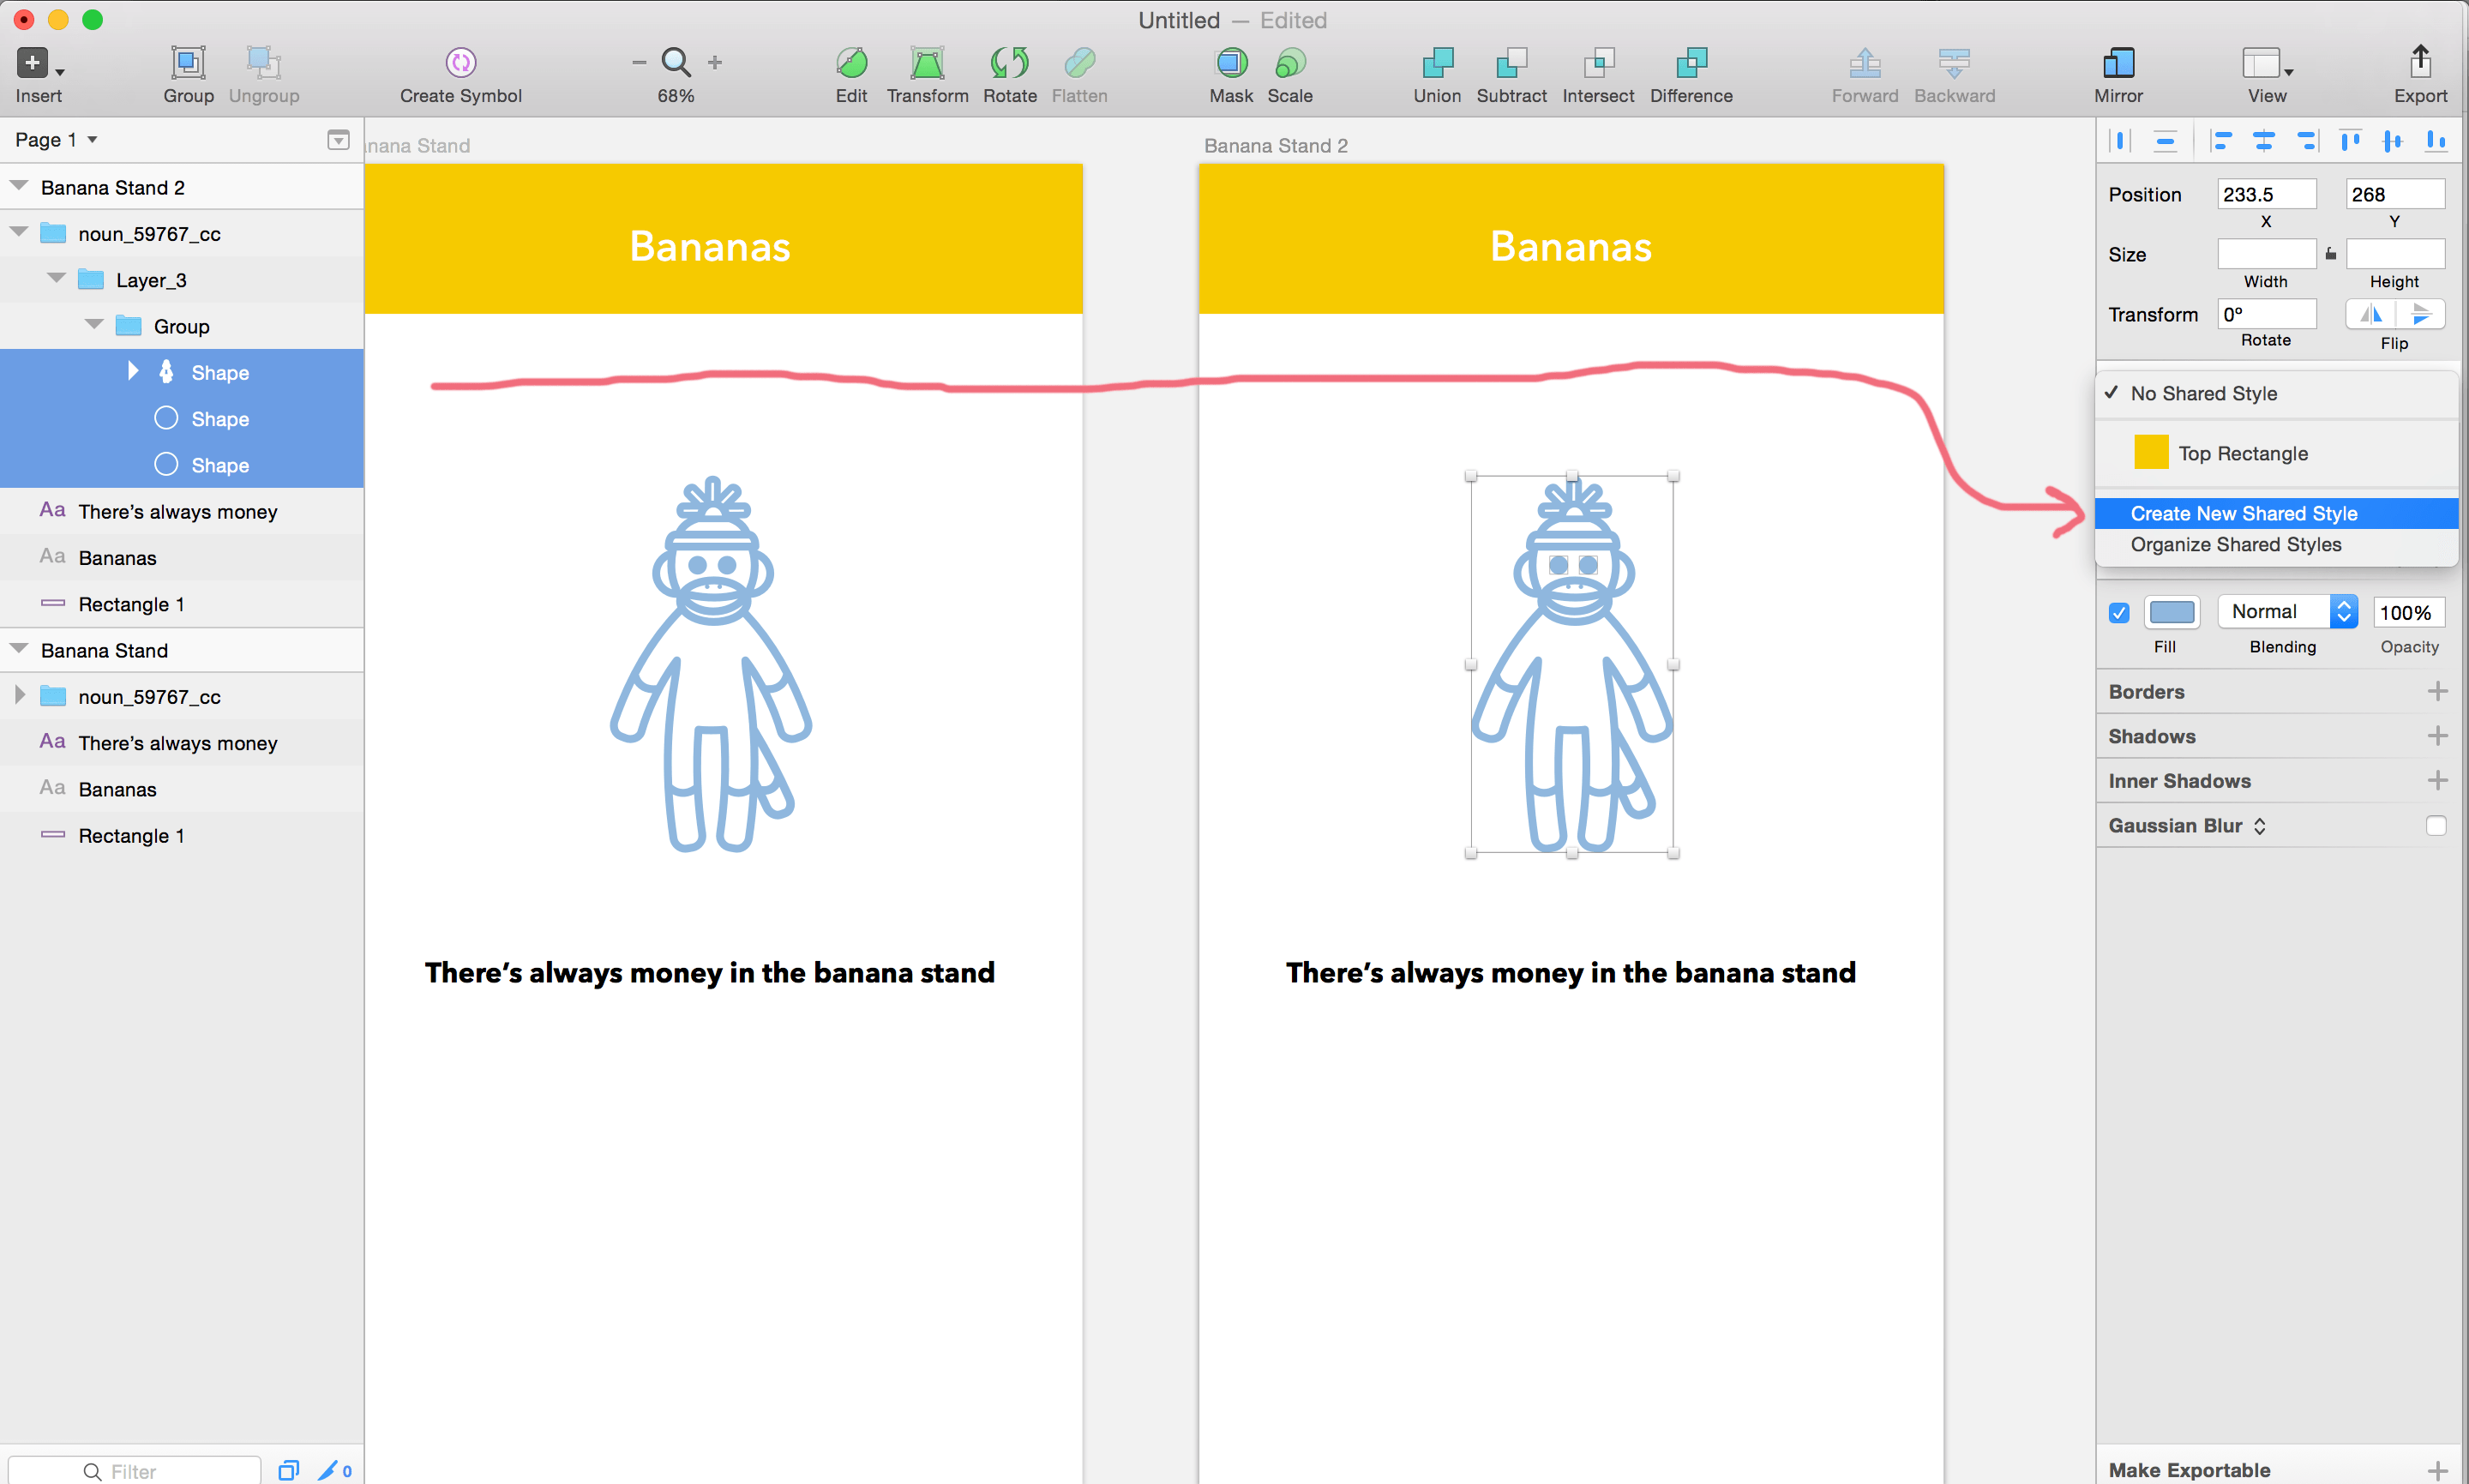 Untitled — Edited
Insert
Group
Ungroup
Create Symbol
68%
Edit
Transform
Rotate
Flatten
Mask
Scale
Union
Subtract
Intersect
Difference
Forward
Backward
Mirror
View
Export
Page 1
Banana Stand 2
noun_59767_cc
Layer_3
Group
Shape
Shape
Shape
Aa There's always money
Aa Bananas
Rectangle 1
Banana Stand
noun_59767_cc
Aa There's always money
Aa Bananas
Rectangle 1
Filter
0
nana Stand
Bananas
There's always money in the banana stand
Banana Stand 2
Bananas
There's always money in the banana stand
Position 233.5 268
X Y
Size
Width Height
Transform 0º
Rotate Flip
✓ No Shared Style
Top Rectangle
Create New Shared Style
Organize Shared Styles
Normal 100%
Fill Blending Opacity
Borders
Shadows
Inner Shadows
Gaussian Blur
Make Exportable